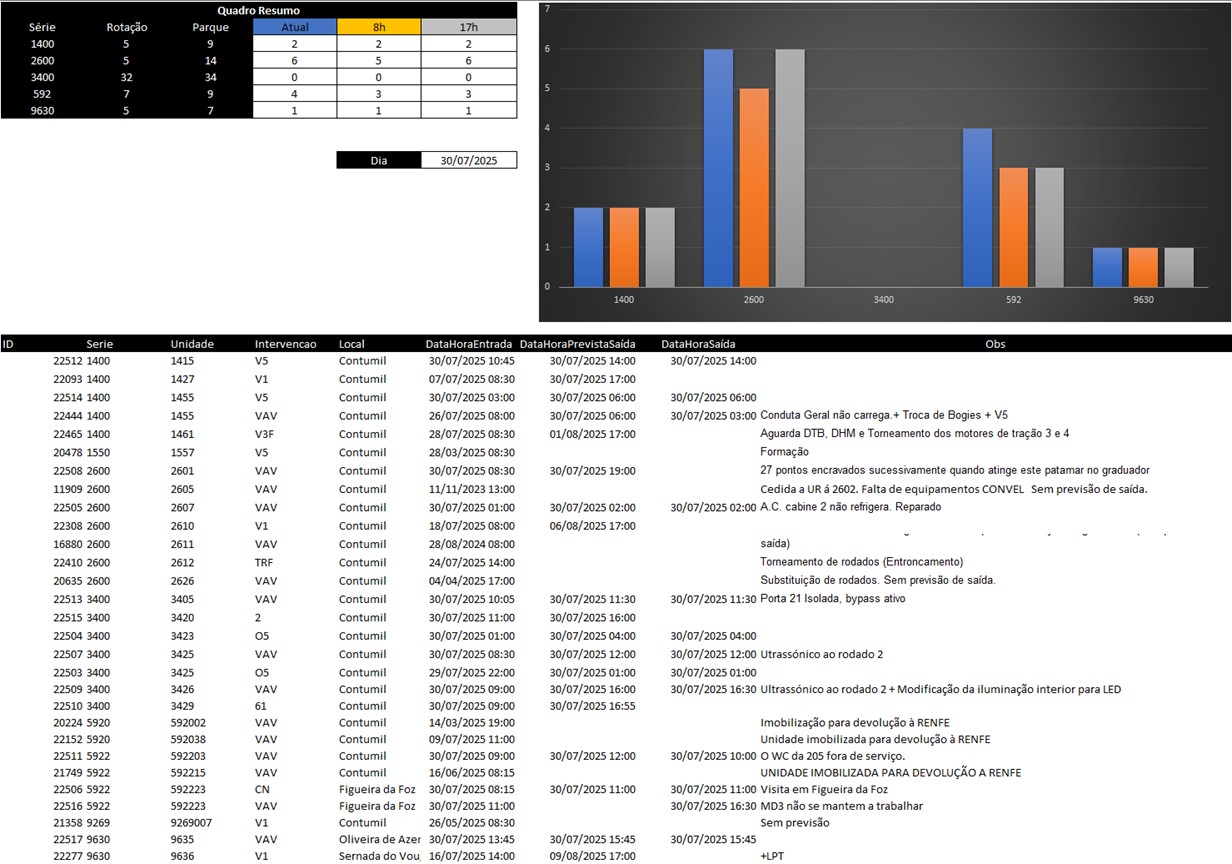 Quadro Resumo
Série Rotação Parque Atual 8h 17h
1400 5 9 2 2 2
2600 5 14 6 5 6
3400 32 34 0 0 0
592 7 9 4 3 3
9630 5 7 1 1 1
Dia 30/07/2025
7
6
5
4
3
2
1
0
1400 2600 3400 592 9630
ID Serie Unidade Intervencao Local DataHoraEntrada DataHoraPrevistaSaída DataHoraSaída Obs
22512 1400 1415 V5 Contumil 30/07/2025 10:45 30/07/2025 14:00 30/07/2025 14:00
22093 1400 1427 V1 Contumil 07/07/2025 08:30 30/07/2025 17:00
22514 1400 1455 V5 Contumil 30/07/2025 03:00 30/07/2025 06:00 30/07/2025 06:00
22444 1400 1455 VAV Contumil 26/07/2025 08:00 30/07/2025 06:00 30/07/2025 03:00 Conduta Geral não carrega.+ Troca de Bogies + V5
22465 1400 1461 V3F Contumil 28/07/2025 08:30 01/08/2025 17:00 Aguarda DTB, DHM e Torneamento dos motores de tração 3 e 4
20478 1550 1557 V5 Contumil 28/03/2025 08:30 Formação
22508 2600 2601 VAV Contumil 30/07/2025 08:30 30/07/2025 19:00 27 pontos encravados sucessivamente quando atinge este patamar no graduador
11909 2600 2605 VAV Contumil 11/11/2023 13:00 Cedida a UR á 2602. Falta de equipamentos CONVEL Sem previsão de saída.
22505 2600 2607 VAV Contumil 30/07/2025 01:00 30/07/2025 02:00 30/07/2025 02:00 A.C. cabine 2 não refrigera. Reparado
22308 2600 2610 V1 Contumil 18/07/2025 08:00 06/08/2025 17:00
16880 2600 2611 VAV Contumil 28/08/2024 08:00 saída)
22410 2600 2612 TRF Contumil 24/07/2025 14:00 Torneamento de rodados (Entroncamento)
20635 2600 2626 VAV Contumil 04/04/2025 17:00 Substituição de rodados. Sem previsão de saída.
22513 3400 3405 VAV Contumil 30/07/2025 10:05 30/07/2025 11:30 30/07/2025 11:30 Porta 21 Isolada, bypass ativo
22515 3400 3420 2 Contumil 30/07/2025 11:00 30/07/2025 16:00
22504 3400 3423 O5 Contumil 30/07/2025 01:00 30/07/2025 04:00 30/07/2025 04:00
22507 3400 3425 VAV Contumil 30/07/2025 08:30 30/07/2025 12:00 30/07/2025 12:00 Utrassónico ao rodado 2
22503 3400 3425 O5 Contumil 29/07/2025 22:00 30/07/2025 01:00 30/07/2025 01:00
22509 3400 3426 VAV Contumil 30/07/2025 09:00 30/07/2025 16:00 30/07/2025 16:30 Ultrassónico ao rodado 2 + Modificação da iluminação interior para LED
22510 3400 3429 61 Contumil 30/07/2025 09:00 30/07/2025 16:55
20224 5920 592002 VAV Contumil 14/03/2025 19:00 Imobilização para devolução à RENFE
22152 5920 592038 VAV Contumil 09/07/2025 11:00 Unidade imobilizada para devolução à RENFE
22511 5922 592203 VAV Contumil 30/07/2025 09:00 30/07/2025 12:00 30/07/2025 10:00 O WC da 205 fora de serviço.
21749 5922 592215 VAV Contumil 16/06/2025 08:15 UNIDADE IMOBILIZADA PARA DEVOLUÇÃO A RENFE
22506 5922 592223 CN Figueira da Foz 30/07/2025 08:15 30/07/2025 11:00 30/07/2025 11:00 Visita em Figueira da Foz
22516 5922 592223 VAV Figueira da Foz 30/07/2025 11:00 30/07/2025 16:30 MD3 não se mantem a trabalhar
21358 9269 9269007 V1 Contumil 26/05/2025 08:30 Sem previsão
22517 9630 9635 VAV Oliveira de Azer 30/07/2025 13:45 30/07/2025 15:45 30/07/2025 15:45
22277 9630 9636 V1 Sernada do Vou 16/07/2025 14:00 09/08/2025 17:00 +LPT